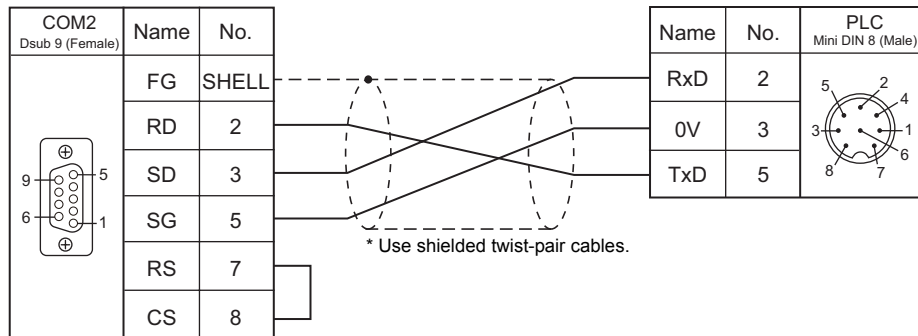 COM2
Dsub 9 (Female)
Name No.
FG SHELL
RD 2
SD 3
SG 5
RS 7
CS 8
9 5
6 1
* Use shielded twist-pair cables.
Name No.
RxD 2
0V 3
TxD 5
PLC
Mini DIN 8 (Male)
5 2
4
3 1
6
8 7